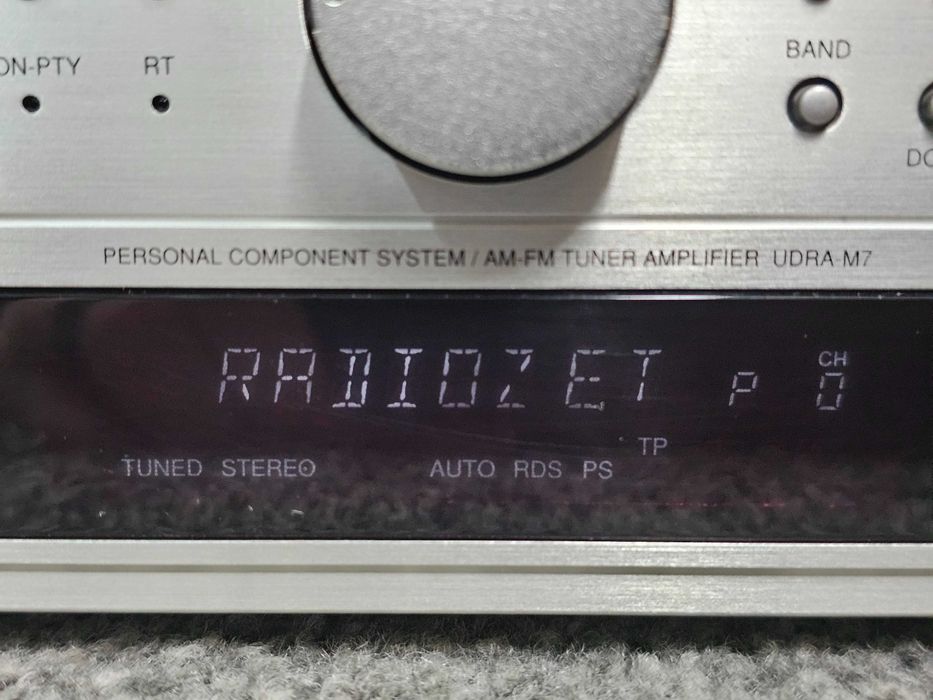 ON-PTY RT BAND
DO
PERSONAL COMPONENT SYSTEM / AM-FM TUNER AMPLIFIER UDRA-M7
CH
RADIOZET P 0
TP
TUNED STEREO AUTO RDS PS